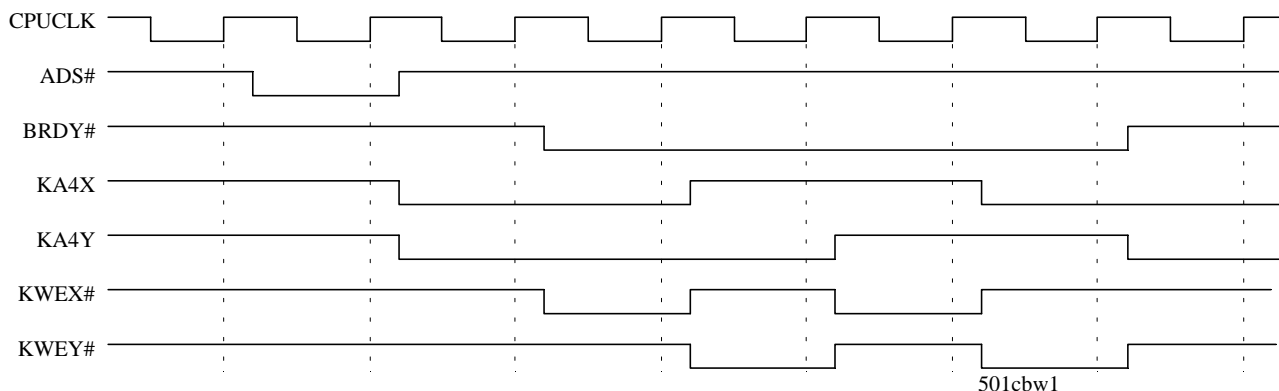 CPUCLK
ADS#
BRDY#
KA4X
KA4Y
KWEX#
KWEY#
501cbw1